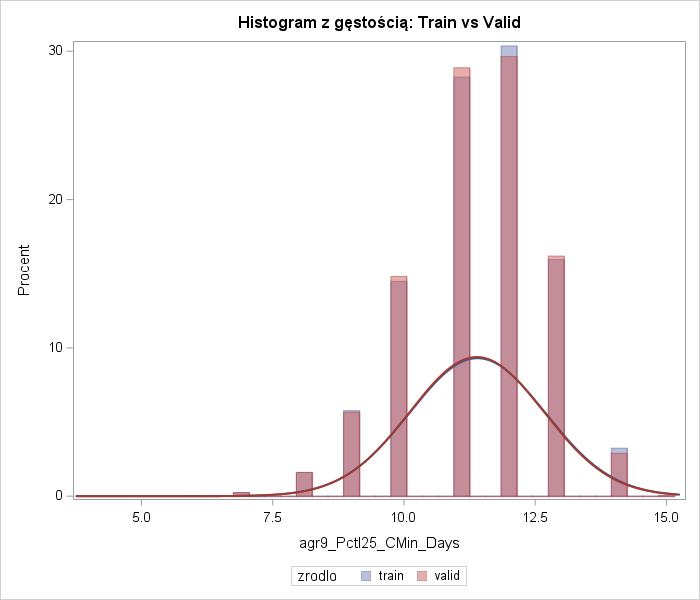 Histogram z gęstością: Train vs Valid
30
20
10
0
Procent
5.0 7.5 10.0 12.5 15.0
agr9_Pctl25_CMin_Days
zrodlo train valid